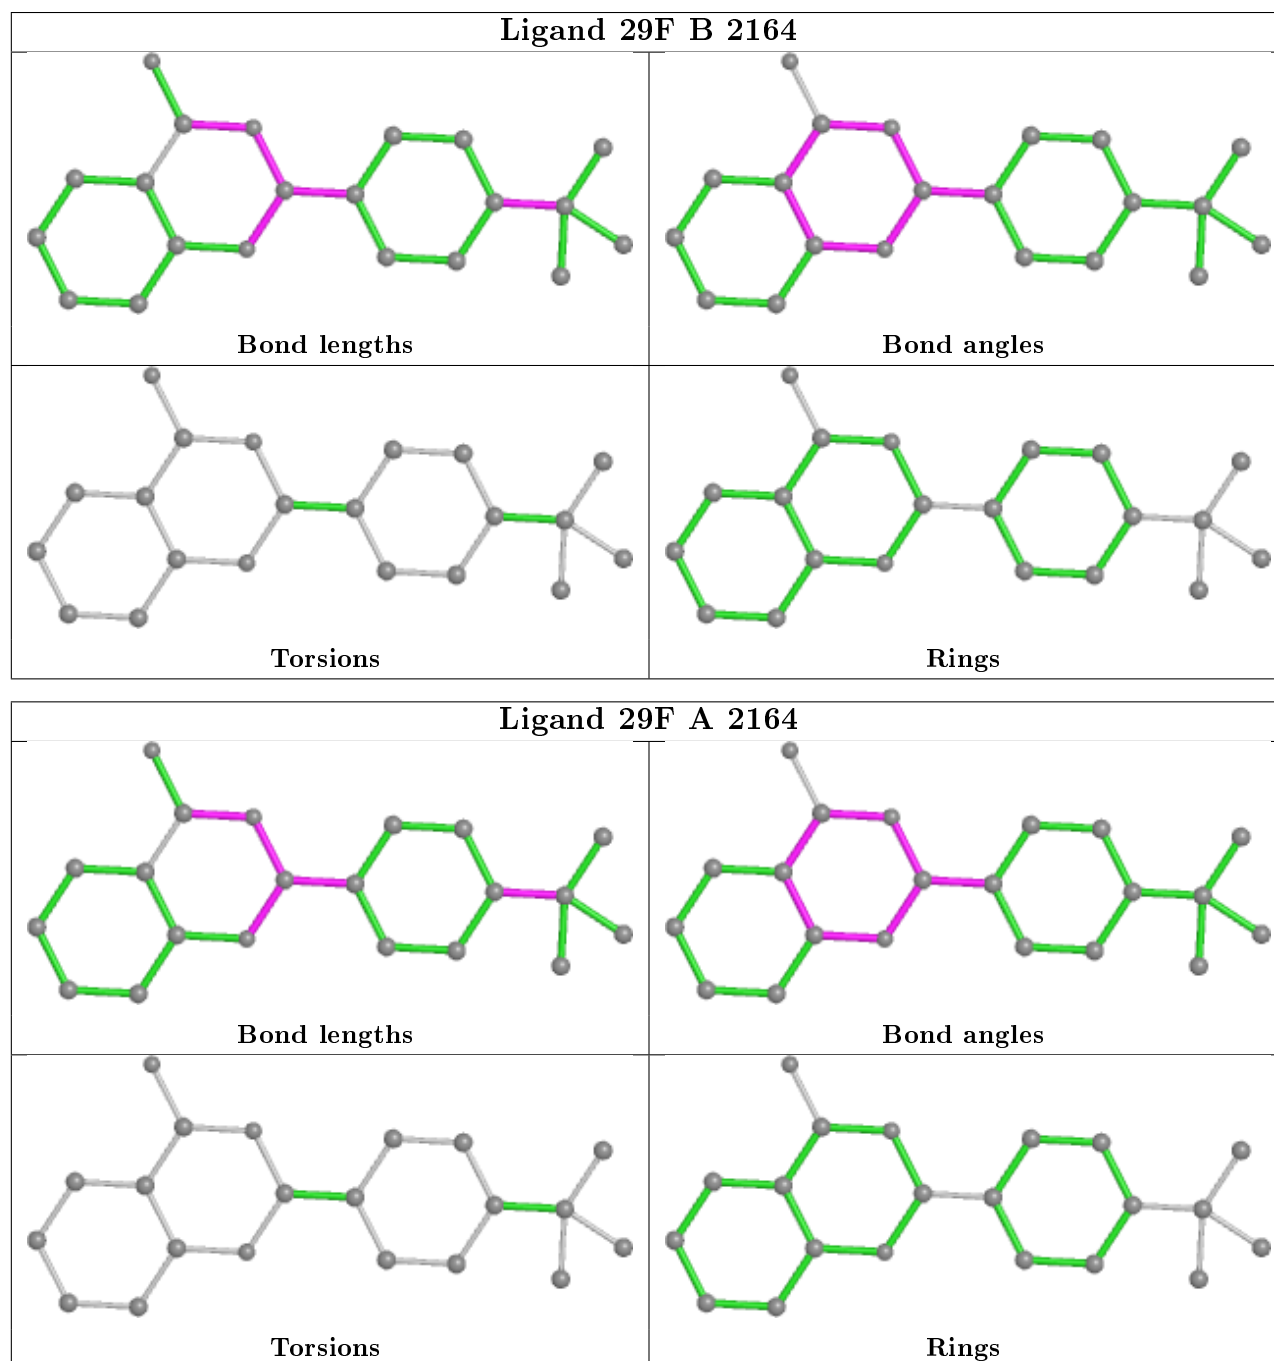 Ligand 29F B 2164
Bond lengths
Bond angles
Torsions
Rings
Ligand 29F A 2164
Bond lengths
Bond angles
Torsions
Rings